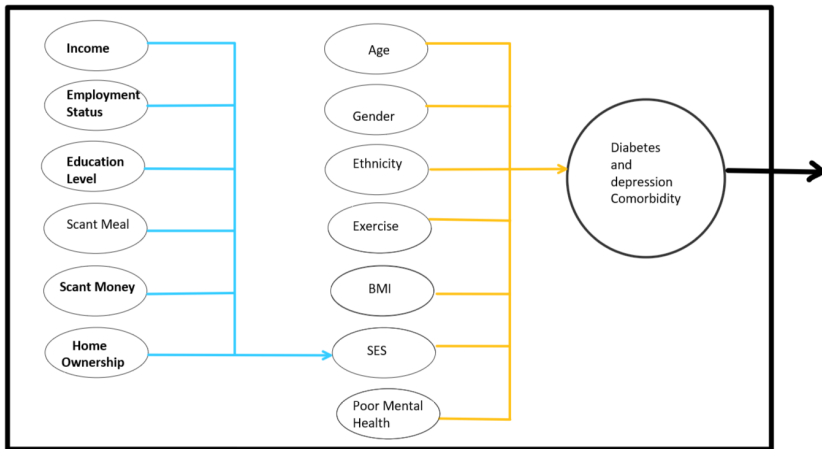 Income
Employment
Status
Education
Level
Scant Meal
Scant Money
Home
Ownership
Age
Gender
Ethnicity
Exercise
BMI
SES
Poor Mental
Health
Diabetes
and
depression
Comorbidity